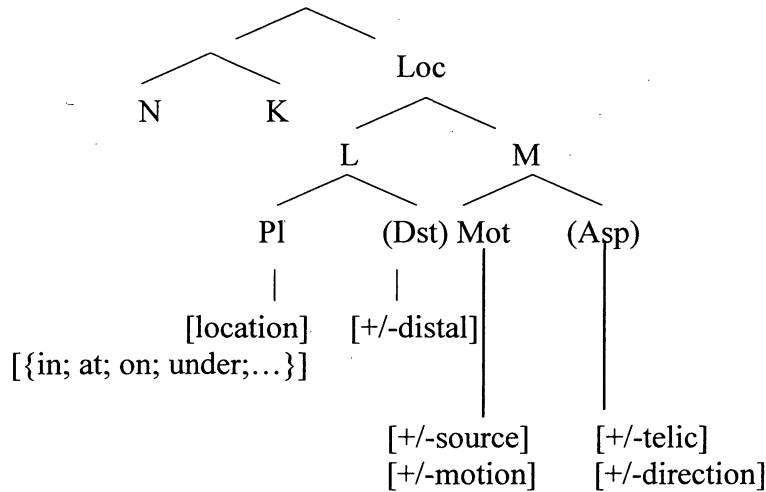 Loc
N K
L M
Pl (Dst) Mot (Asp)
[location] [+/-distal]
[{in; at; on; under;...}]
[+/-source] [+/-telic]
[+/-motion] [+/-direction]